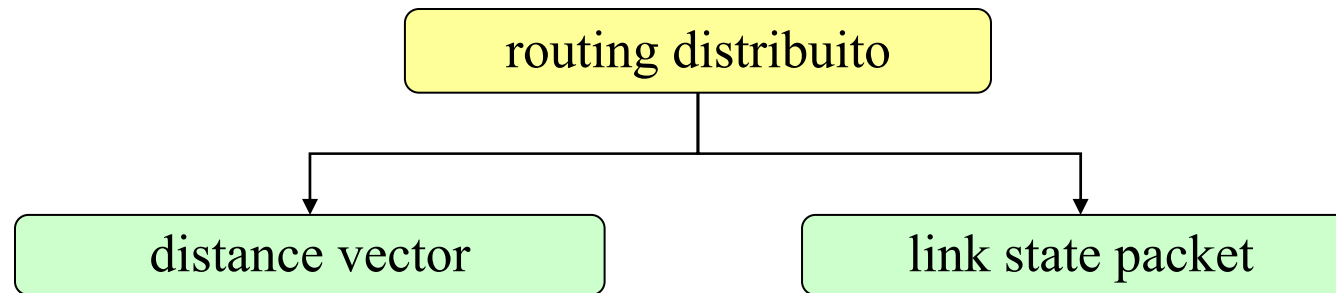 routing distribuito
distance vector
link state packet